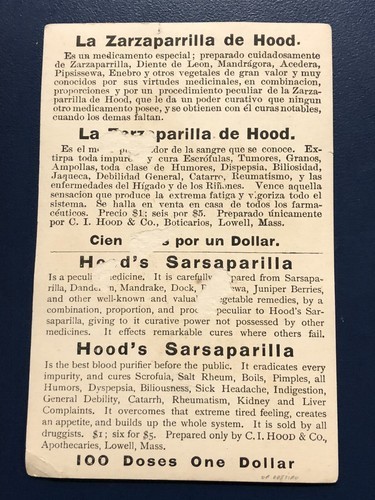 La Zarzaparrilla de Hood.
Es un medicamento especial; preparado cuidadosamente
de Zarzaparrilla, Diente de Leon, Mandrágora, Acedera,
Pipsissewa, Enebro y otros vegetales de gran valor y muy
conocidos por sus virtudes medicinales, en combinacion,
proporciones y por un procedimiento peculiar de la Zarza-
parrilla de Hood, que le da un poder curativo que ningun
otro medicamento posee, y se obtienen con él curas notables,
cuando los demas faltan.
La parilla de Hood.
Es el de la sangre que se conoce. Ex-
tirpa toda y cura Escrófulas, Tumores, Granos,
Ampollas, toda clase de Humores, Dispepsia, Biliosidad,
Jaqueca, Debilidad General, Catarro, Reumatismo, y las
enfermedades del Hígado y de los Riñones. Vence aquella
sensacion que produce la extrema fatiga y vigoriza todo el
sistema. Se halla en venta en casa de todos los farma-
céuticos. Precio $1; seis por $5. Preparado únicamente
por C. I. HOOD & CO., Boticarios, Lowell, Mass.
Cien por un Dollar.
Hood's Sarsaparilla
Is a It is carefully Sarsapa-
rilla, Mandrake, Dock, Juniper Berries,
and other well-known and vegetable remedies, by a
combination, proportion, and peculiar to Hood's Sar-
saparilla, giving to it curative power not possessed by other
medicines. It effects remarkable cures where others fail.
Hood's Sarsaparilla
Is the best blood purifier before the public. It eradicates every
impurity, and cures Scrofula, Salt Rheum, Boils, Pimples, all
Humors, Dyspepsia, Biliousness, Sick Headache, Indigestion,
General Debility, Catarrh, Rheumatism, Kidney and Liver
Complaints. It overcomes that extreme tired feeling, creates
an appetite, and builds up the whole system. It is sold by all
druggists. $1; six for $5. Prepared only by C. I. HOOD & CO.,
Apothecaries, Lowell, Mass.
100 Doses One Dollar